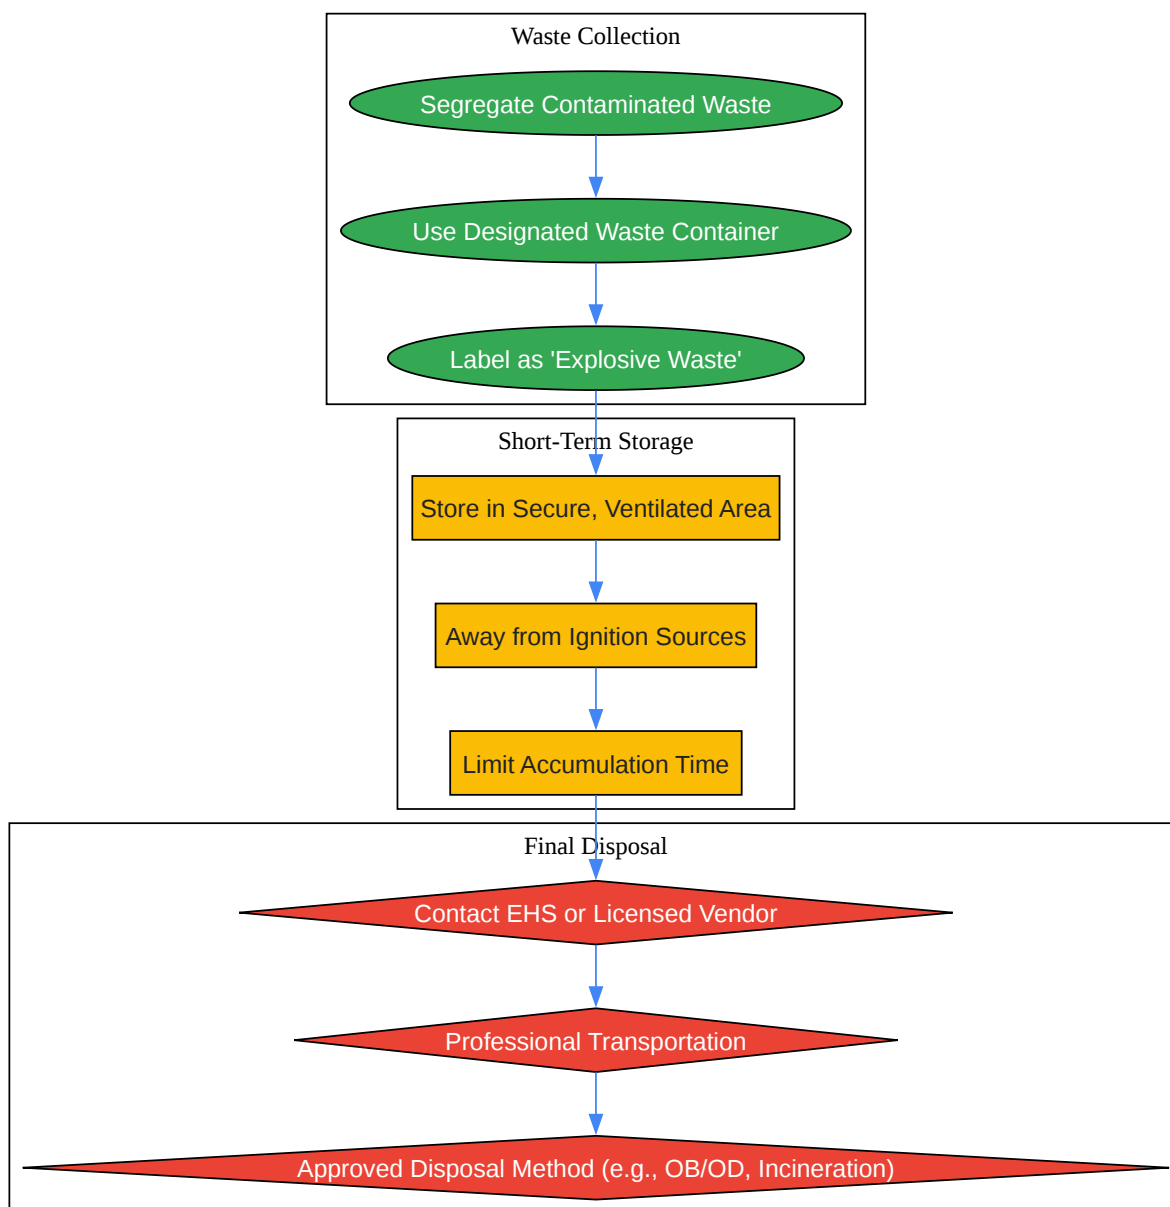 Waste Collection
Segregate Contaminated Waste
Use Designated Waste Container
Label as 'Explosive Waste'
Short-Term Storage
Store in Secure, Ventilated Area
Away from Ignition Sources
Limit Accumulation Time
Final Disposal
Contact EHS or Licensed Vendor
Professional Transportation
Approved Disposal Method (e.g., OB/OD, Incineration)